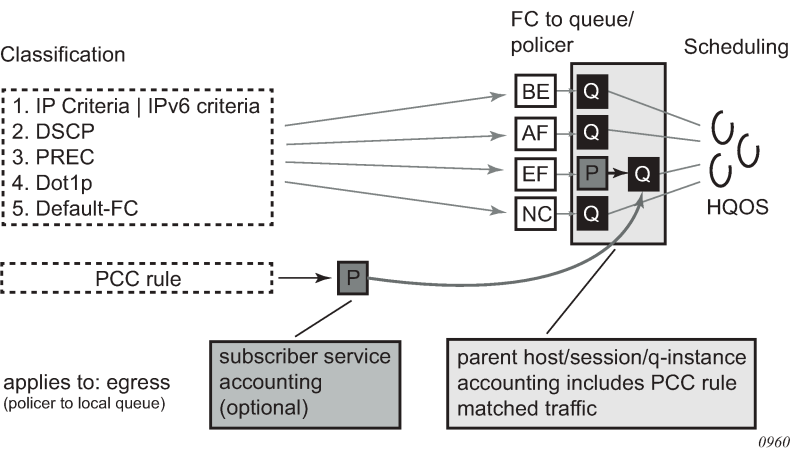 FC to queue/
policer
Scheduling
Classification
1. IP Criteria | IPv6 criteria
2. DSCP
3. PREC
4. Dot1p
5. Default-FC
BE
Q
AF
Q
EF
P
Q
NC
Q
HQOS
PCC rule
P
subscriber service
accounting
(optional)
parent host/session/q-instance
accounting includes PCC rule
matched traffic
applies to: egress
(policer to local queue)
0960